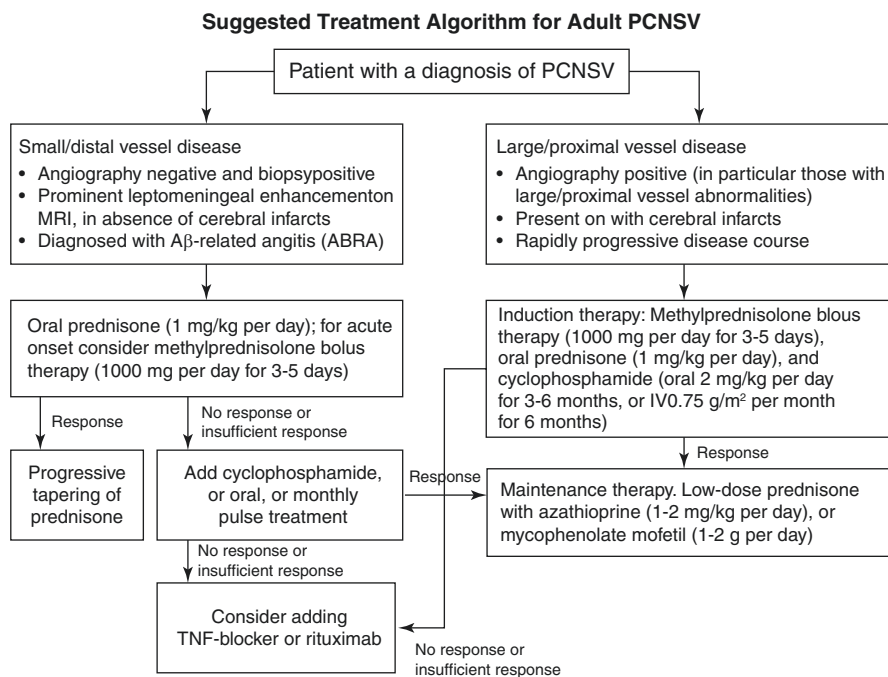 Suggested Treatment Algorithm for Adult PCNSV
Patient with a diagnosis of PCNSV
Small/distal vessel disease
• Angiography negative and biopsypositive
• Prominent leptomeningeal enhancementon
MRI, in absence of cerebral infarcts
• Diagnosed with Aβ-related angitis (ABRA)
Large/proximal vessel disease
• Angiography positive (in particular those with
large/proximal vessel abnormalities)
• Present on with cerebral infarcts
• Rapidly progressive disease course
Oral prednisone (1 mg/kg per day); for acute
onset consider methylprednisolone bolus
therapy (1000 mg per day for 3-5 days)
Induction therapy: Methylprednisolone blous
therapy (1000 mg per day for 3-5 days),
oral prednisone (1 mg/kg per day), and
cyclophosphamide (oral 2 mg/kg per day
for 3-6 months, or IV0.75 g/m² per month
for 6 months)
Response
No response or
insufficient response
Response
Progressive
tapering of
prednisone
Add cyclophosphamide,
or oral, or monthly
pulse treatment
Response
Maintenance therapy. Low-dose prednisone
with azathioprine (1-2 mg/kg per day), or
mycophenolate mofetil (1-2 g per day)
No response or
insufficient response
Consider adding
TNF-blocker or rituximab
No response or
insufficient response